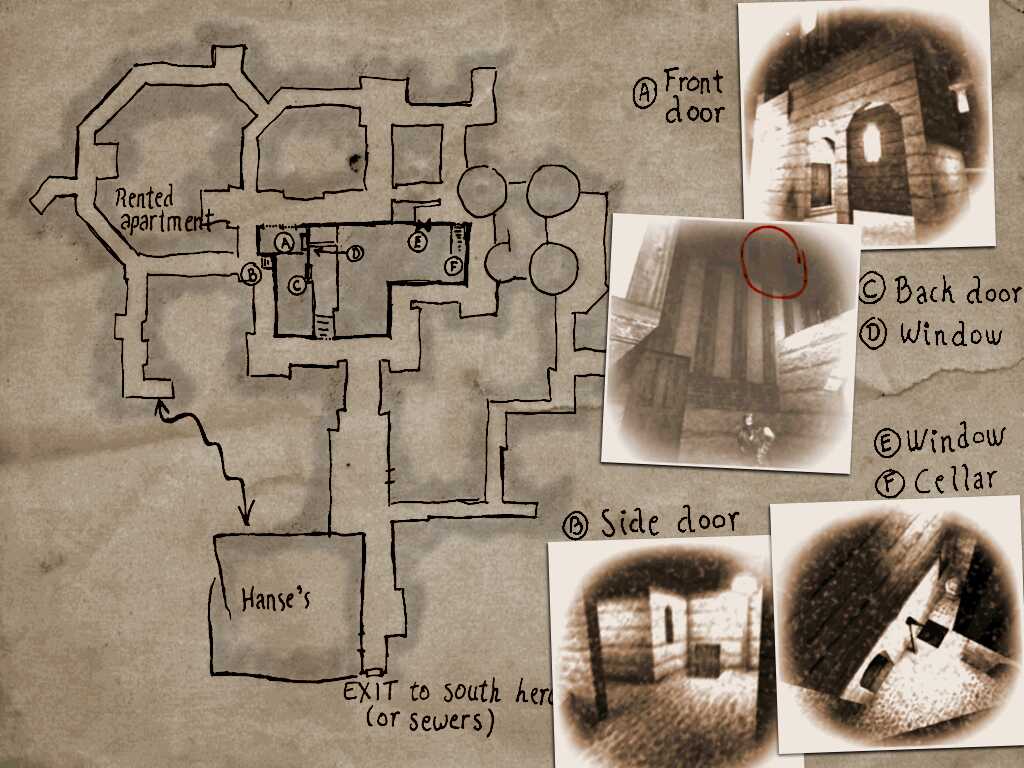 A Front
door
Rented
apartment
A
B
C
D
E
F
C Back door
D Window
E Window
F Cellar
B Side door
Hanse's
EXIT to south here
(or sewers)